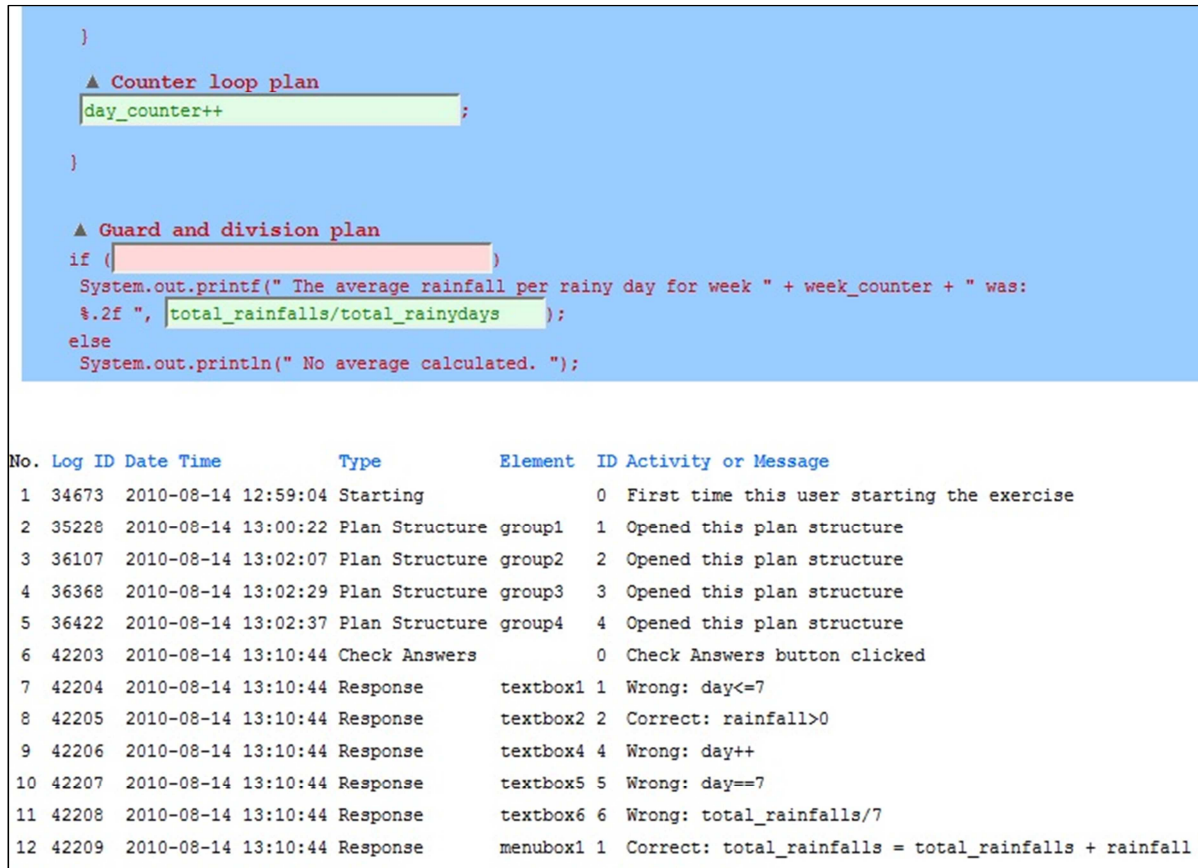 }
▲ Counter loop plan
day_counter++ ;
}
▲ Guard and division plan
if ( )
System.out.printf(" The average rainfall per rainy day for week " + week_counter + " was:
%.2f ", total_rainfalls/total_rainydays );
else
System.out.println(" No average calculated. ");
No. Log ID Date Time Type Element ID Activity or Message
1 34673 2010-08-14 12:59:04 Starting 0 First time this user starting the exercise
2 35228 2010-08-14 13:00:22 Plan Structure group1 1 Opened this plan structure
3 36107 2010-08-14 13:02:07 Plan Structure group2 2 Opened this plan structure
4 36368 2010-08-14 13:02:29 Plan Structure group3 3 Opened this plan structure
5 36422 2010-08-14 13:02:37 Plan Structure group4 4 Opened this plan structure
6 42203 2010-08-14 13:10:44 Check Answers 0 Check Answers button clicked
7 42204 2010-08-14 13:10:44 Response textbox1 1 Wrong: day<=7
8 42205 2010-08-14 13:10:44 Response textbox2 2 Correct: rainfall>0
9 42206 2010-08-14 13:10:44 Response textbox4 4 Wrong: day++
10 42207 2010-08-14 13:10:44 Response textbox5 5 Wrong: day==7
11 42208 2010-08-14 13:10:44 Response textbox6 6 Wrong: total_rainfalls/7
12 42209 2010-08-14 13:10:44 Response menubox1 1 Correct: total_rainfalls = total_rainfalls + rainfall